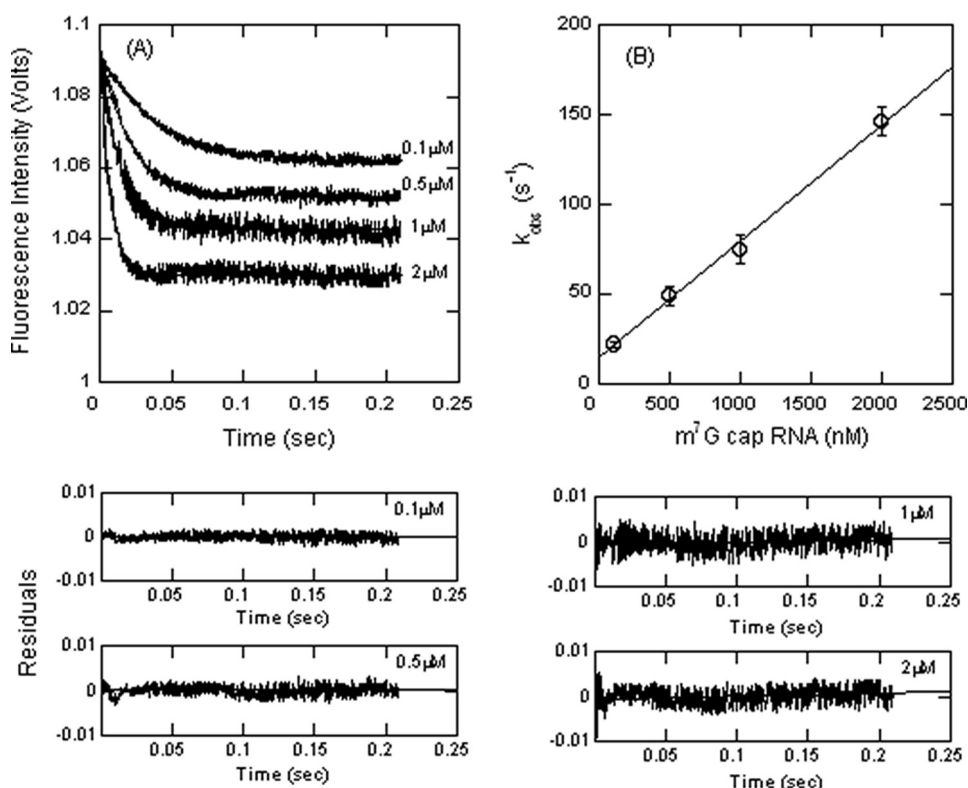 (A)
Fluorescence Intensity (Volts)
1.1
1.08
1.06
1.04
1.02
1
0.1µM
0.5µM
1µM
2µM
0 0.05 0.1 0.15 0.2 0.25
Time (sec)
(B)
k obs (s-1)
200
150
100
50
0
0 500 1000 1500 2000 2500
m7G cap RNA (nM)
Residuals
0.01
0
-0.01
0.1µM
0.05 0.1 0.15 0.2 0.25
Time (sec)
0.01
0
-0.01
0.5µM
0.05 0.1 0.15 0.2 0.25
Time (sec)
0.01
0
-0.01
1µM
0.05 0.1 0.15 0.2 0.25
Time (sec)
0.01
0
-0.01
2µM
0.05 0.1 0.15 0.2 0.25
Time (sec)